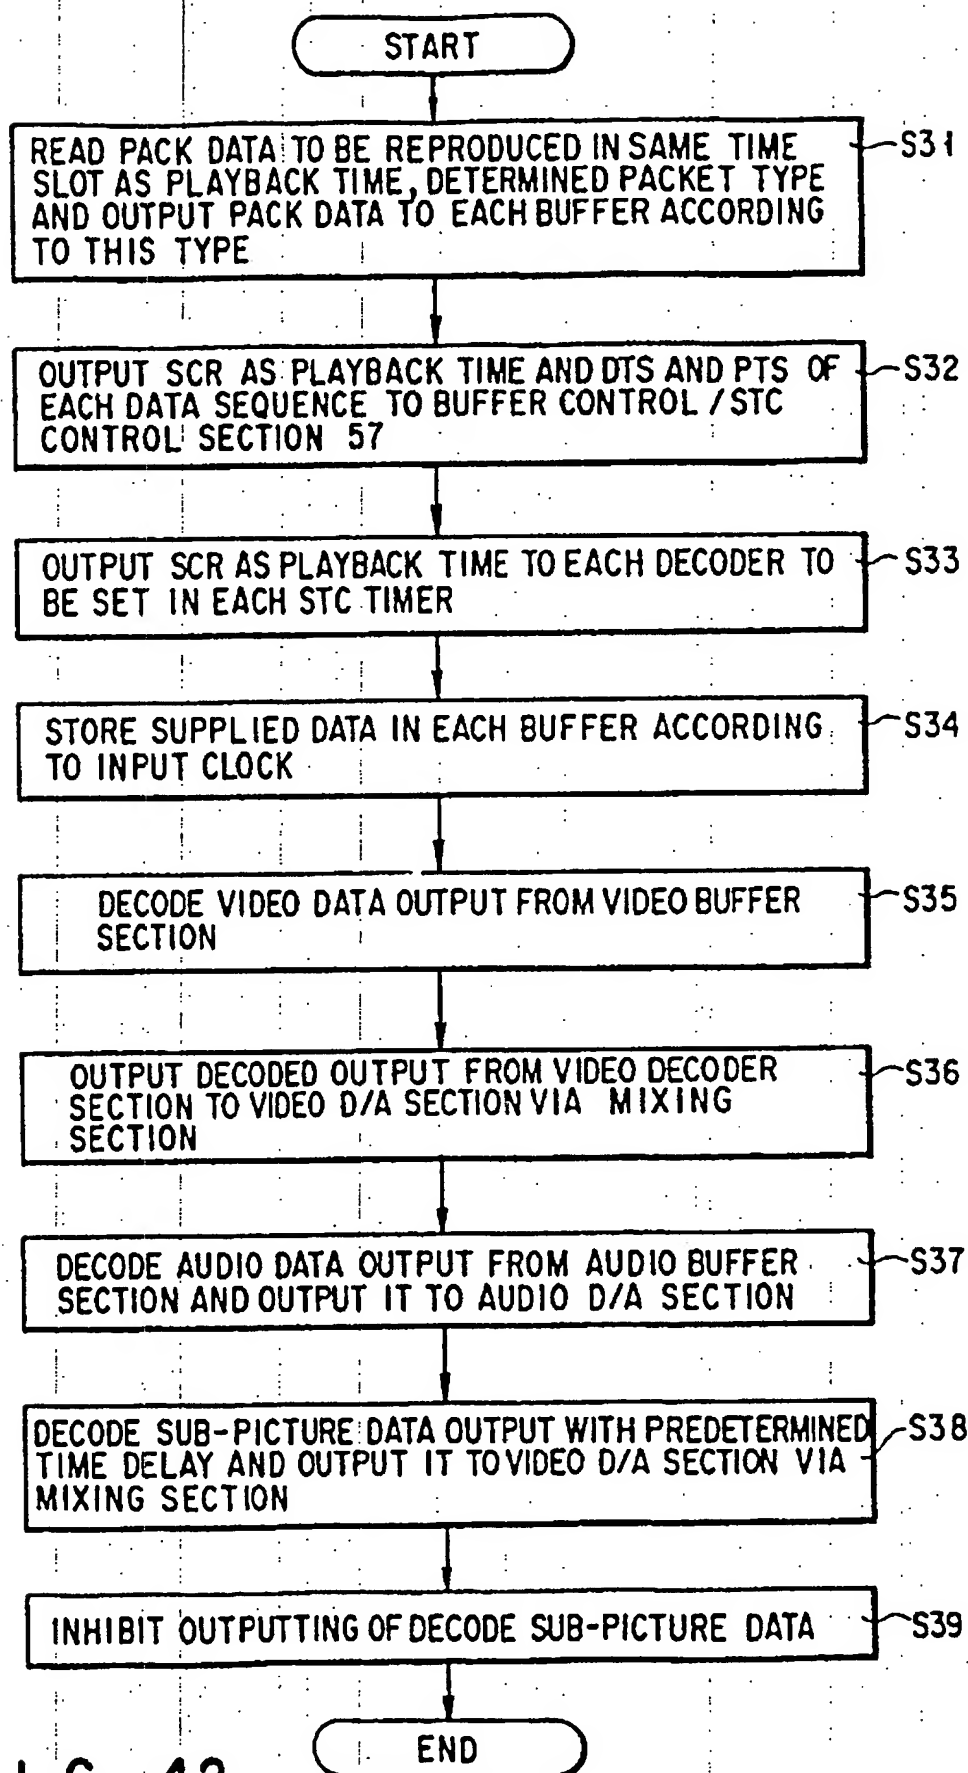 START
READ PACK DATA TO BE REPRODUCED IN SAME TIME
SLOT AS PLAYBACK TIME, DETERMINED PACKET TYPE
AND OUTPUT PACK DATA TO EACH BUFFER ACCORDING
TO THIS TYPE
S31
OUTPUT SCR AS PLAYBACK TIME AND DTS AND PTS OF
EACH DATA SEQUENCE TO BUFFER CONTROL / STC
CONTROL SECTION 57
S32
OUTPUT SCR AS PLAYBACK TIME TO EACH DECODER TO
BE SET IN EACH STC TIMER
S33
STORE SUPPLIED DATA IN EACH BUFFER ACCORDING
TO INPUT CLOCK
S34
DECODE VIDEO DATA OUTPUT FROM VIDEO BUFFER
SECTION
S35
OUTPUT DECODED OUTPUT FROM VIDEO DECODER
SECTION TO VIDEO D/A SECTION VIA MIXING
SECTION
S36
DECODE AUDIO DATA OUTPUT FROM AUDIO BUFFER
SECTION AND OUTPUT IT TO AUDIO D/A SECTION
S37
DECODE SUB-PICTURE DATA OUTPUT WITH PREDETERMINED
TIME DELAY AND OUTPUT IT TO VIDEO D/A SECTION VIA
MIXING SECTION
S38
INHIBIT OUTPUTTING OF DECODE SUB-PICTURE DATA
S39
END